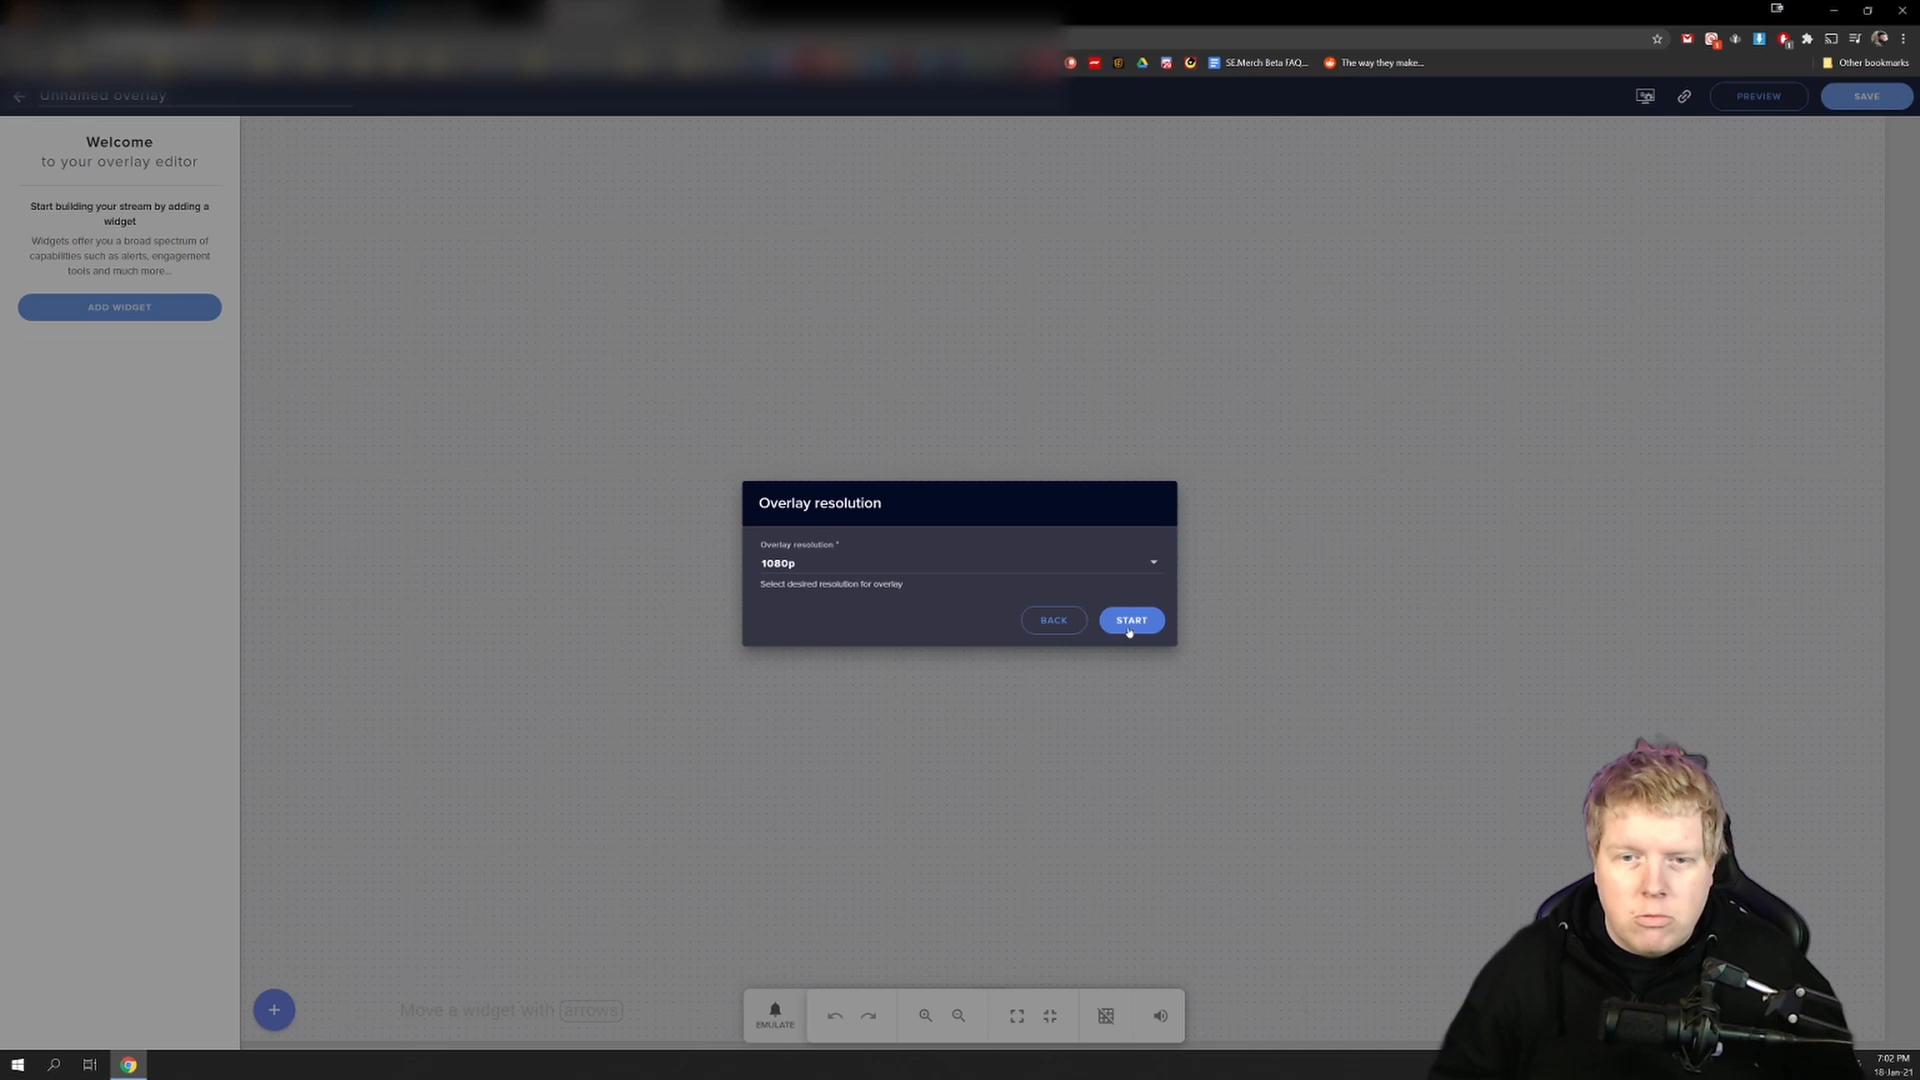 SE.Merch Beta FAQ...
The way they make...
Other bookmarks
Unnamed overlay
PREVIEW
SAVE
Welcome
to your overlay editor
Start building your stream by adding a
widget
Widgets offer you a broad spectrum of
capabilities such as alerts, engagement
tools and much more...
ADD WIDGET
Overlay resolution
Overlay resolution *
1080p
Select desired resolution for overlay
BACK
START
Move a widget with arrows
EMULATE
7:02 PM
18-Jan-21